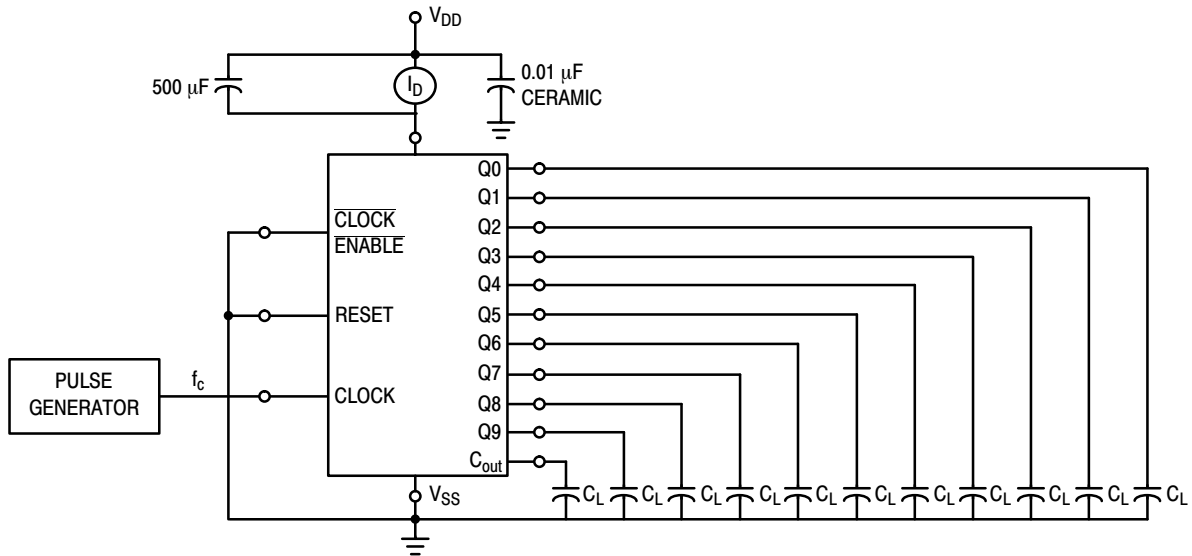 V_DD
500 μF
I_D
0.01 μF
CERAMIC
Q0
Q1
CLOCK
ENABLE
Q2
Q3
Q4
RESET
Q5
Q6
PULSE
GENERATOR
f_c
CLOCK
Q7
Q8
Q9
C_out
V_SS
C_L
C_L
C_L
C_L
C_L
C_L
C_L
C_L
C_L
C_L
C_L